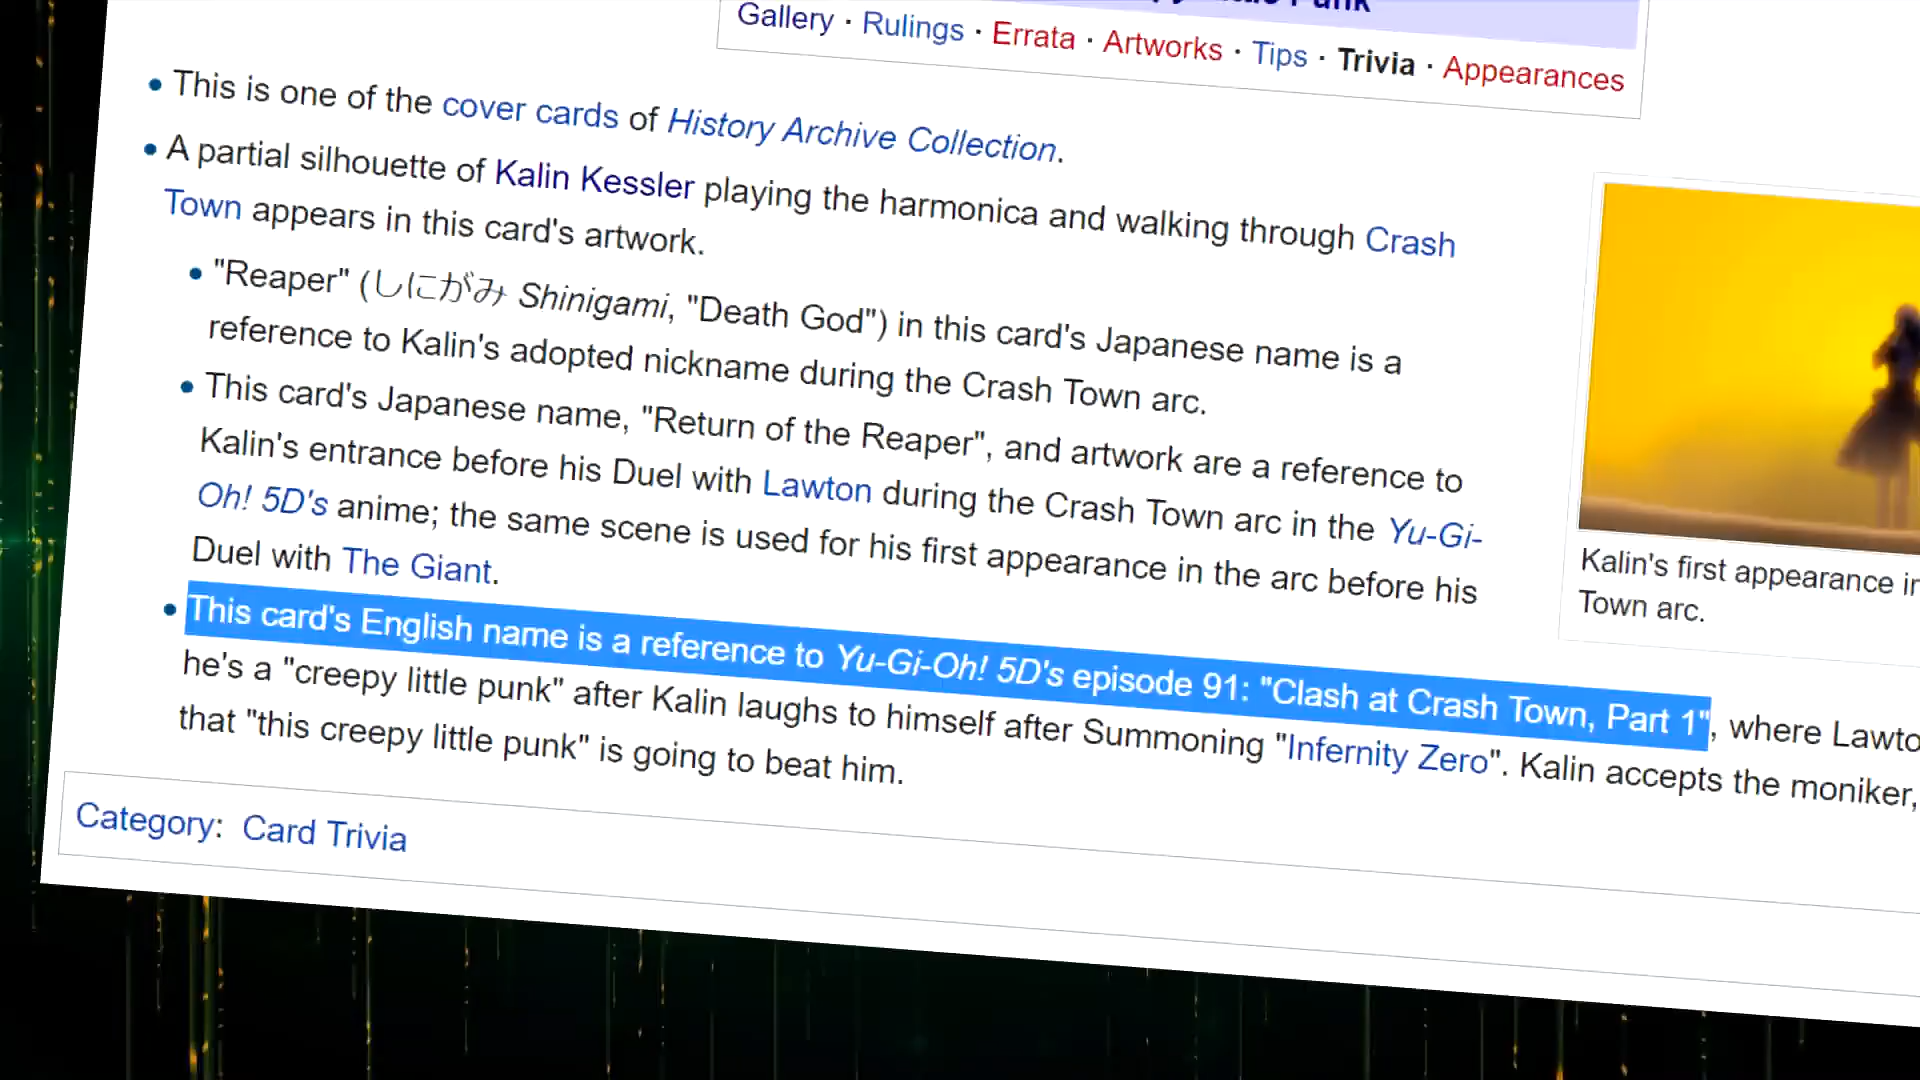 Punk
Gallery · Rulings · Errata · Artworks · Tips · Trivia · Appearances
This is one of the cover cards of History Archive Collection.
A partial silhouette of Kalin Kessler playing the harmonica and walking through Crash
Town appears in this card's artwork.
"Reaper" (しにがみ Shinigami, "Death God") in this card's Japanese name is a
reference to Kalin's adopted nickname during the Crash Town arc.
This card's Japanese name, "Return of the Reaper", and artwork are a reference to
Kalin's entrance before his Duel with Lawton during the Crash Town arc in the Yu-Gi-
Oh! 5D's anime; the same scene is used for his first appearance in the arc before his
Duel with The Giant.
Kalin's first appearance in
Town arc.
This card's English name is a reference to Yu-Gi-Oh! 5D's episode 91: "Clash at Crash Town, Part 1", where Lawto
he's a "creepy little punk" after Kalin laughs to himself after Summoning "Infernity Zero". Kalin accepts the moniker,
that "this creepy little punk" is going to beat him.
Category: Card Trivia